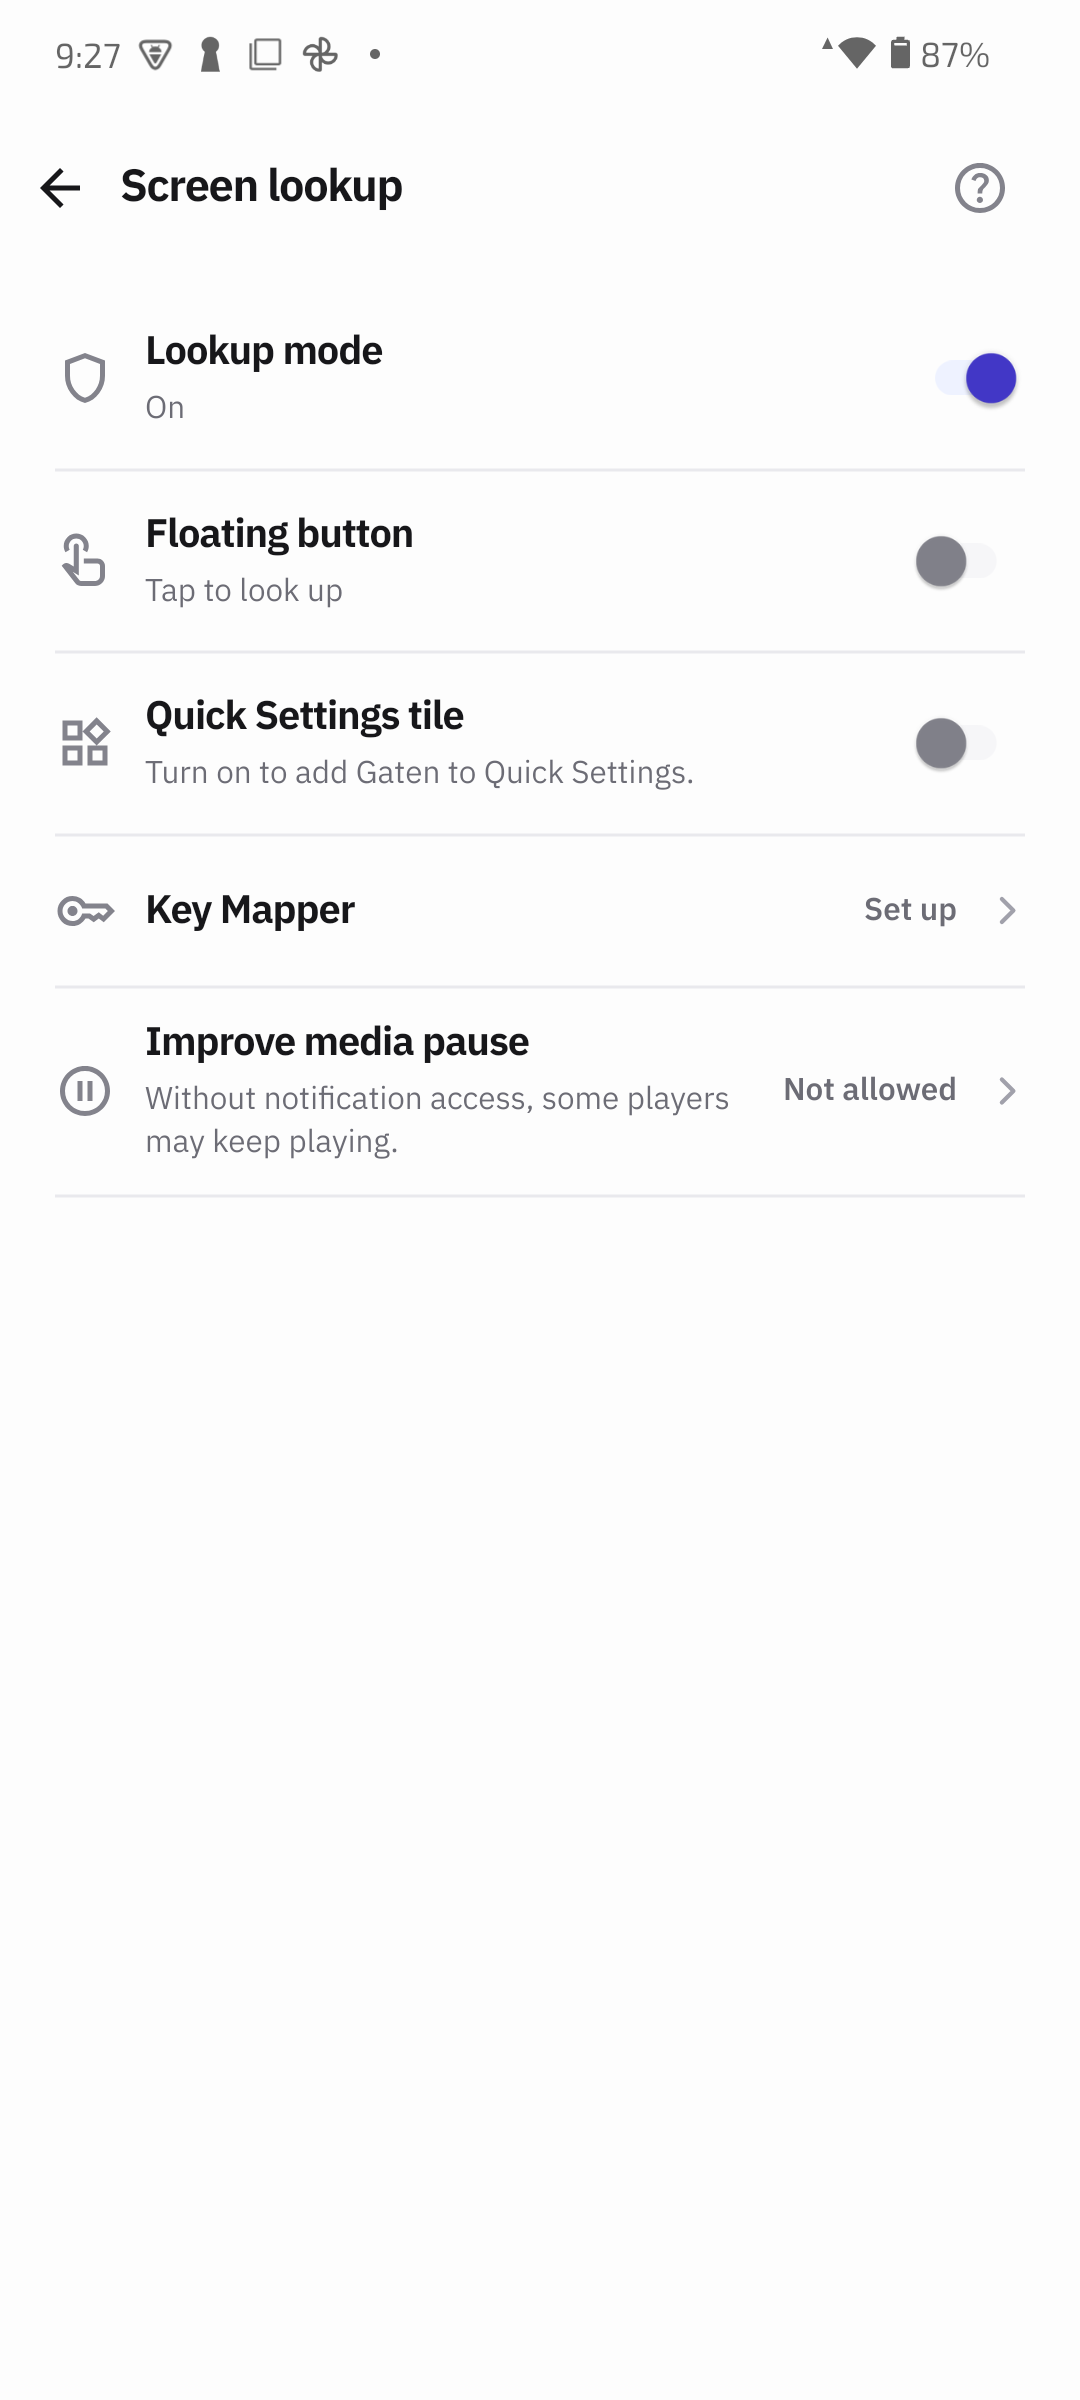 9:27
87%
Screen lookup
Lookup mode
On
Floating button
Tap to look up
Quick Settings tile
Turn on to add Gaten to Quick Settings.
Key Mapper
Set up
Improve media pause
Without notification access, some players
may keep playing.
Not allowed